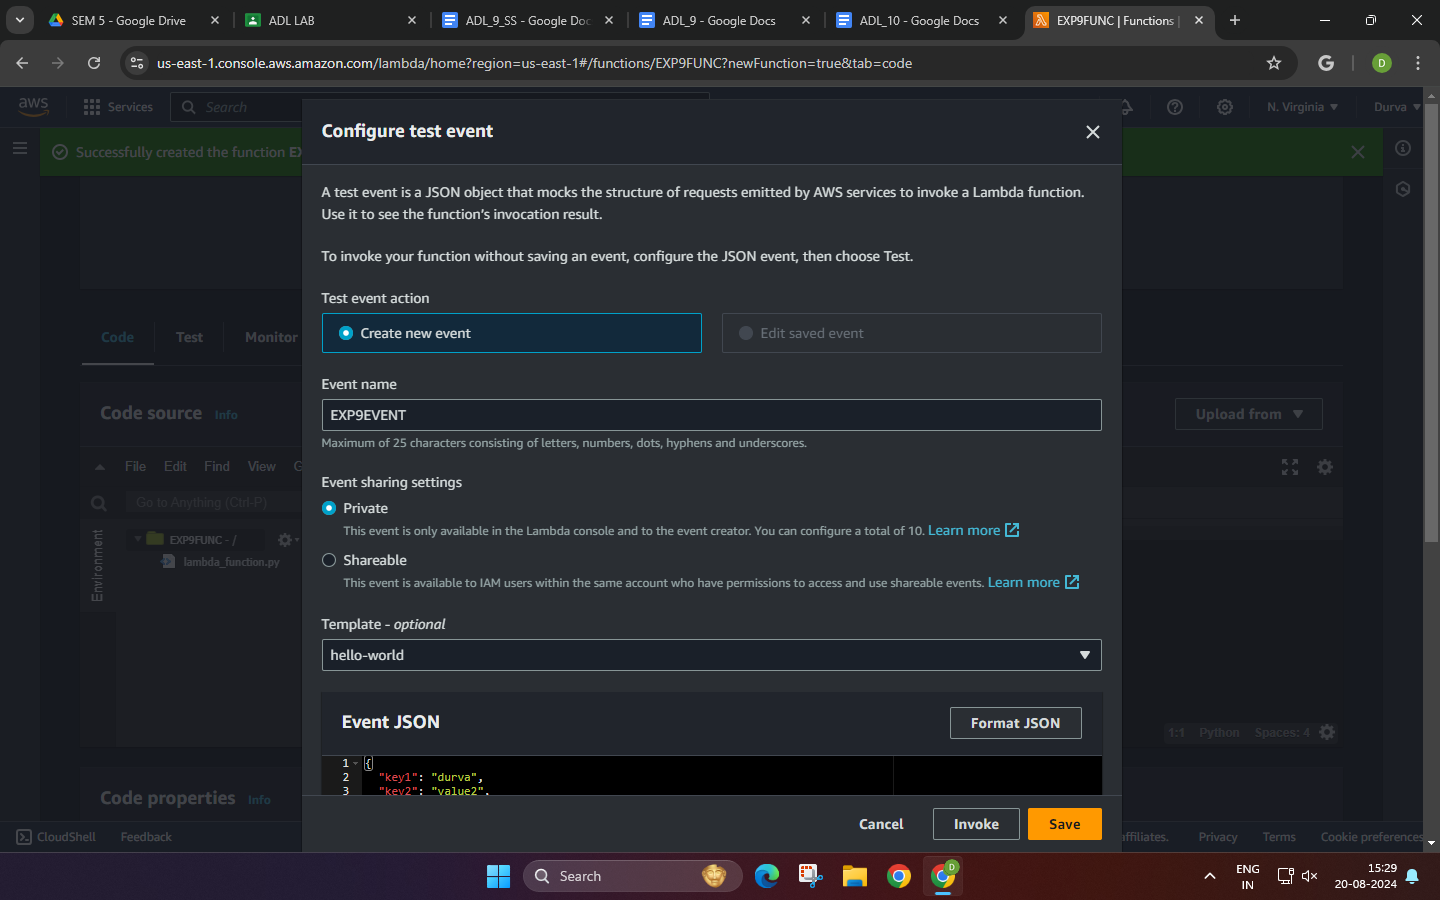 SEM 5 - Google Drive
ADL LAB
ADL_9_SS - Google Doc
ADL_9 - Google Docs
ADL_10 - Google Docs
EXP9FUNC | Functions |
us-east-1.console.aws.amazon.com/lambda/home?region=us-east-1#/functions/EXP9FUNC?newFunction=true&tab=code
G
D
aws
Services
Search
N. Virginia
Durva
Successfully created the function EX
Configure test event
A test event is a JSON object that mocks the structure of requests emitted by AWS services to invoke a Lambda function.
Use it to see the function's invocation result.
To invoke your function without saving an event, configure the JSON event, then choose Test.
Test event action
Create new event
Edit saved event
Code
Test
Monitor
Event name
EXP9EVENT
Maximum of 25 characters consisting of letters, numbers, dots, hyphens and underscores.
Code source
Info
Upload from
File
Edit
Find
View
G
Go to Anything (Ctrl-P)
Environment
EXP9FUNC - /
lambda_function.py
Event sharing settings
Private
This event is only available in the Lambda console and to the event creator. You can configure a total of 10. Learn more
Shareable
This event is available to IAM users within the same account who have permissions to access and use shareable events. Learn more
Template - optional
hello-world
Event JSON
Format JSON
1 {
2 "key1": "durva",
3 "key2": "value2",
1:1 Python Spaces: 4
Code properties
Info
Cancel
Invoke
Save
CloudShell
Feedback
affiliates.
Privacy
Terms
Cookie preferences
Search
D
ENG
IN
15:29
20-08-2024